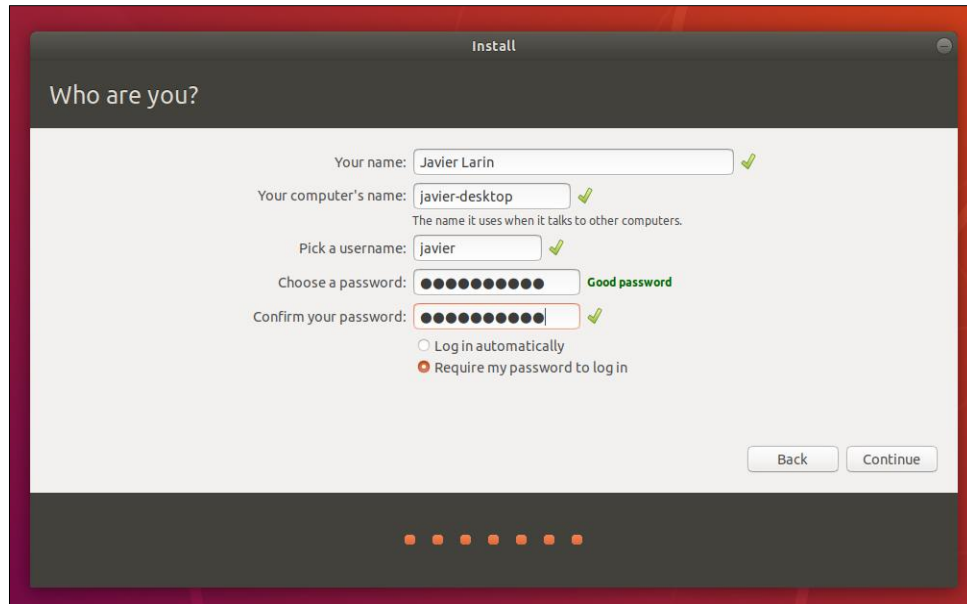 Install
Who are you?
Your name: Javier Larin
Your computer's name: javier-desktop
The name it uses when it talks to other computers.
Pick a username: javier
Choose a password: ●●●●●●●●●● Good password
Confirm your password: ●●●●●●●●●●
Log in automatically
Require my password to log in
Back Continue